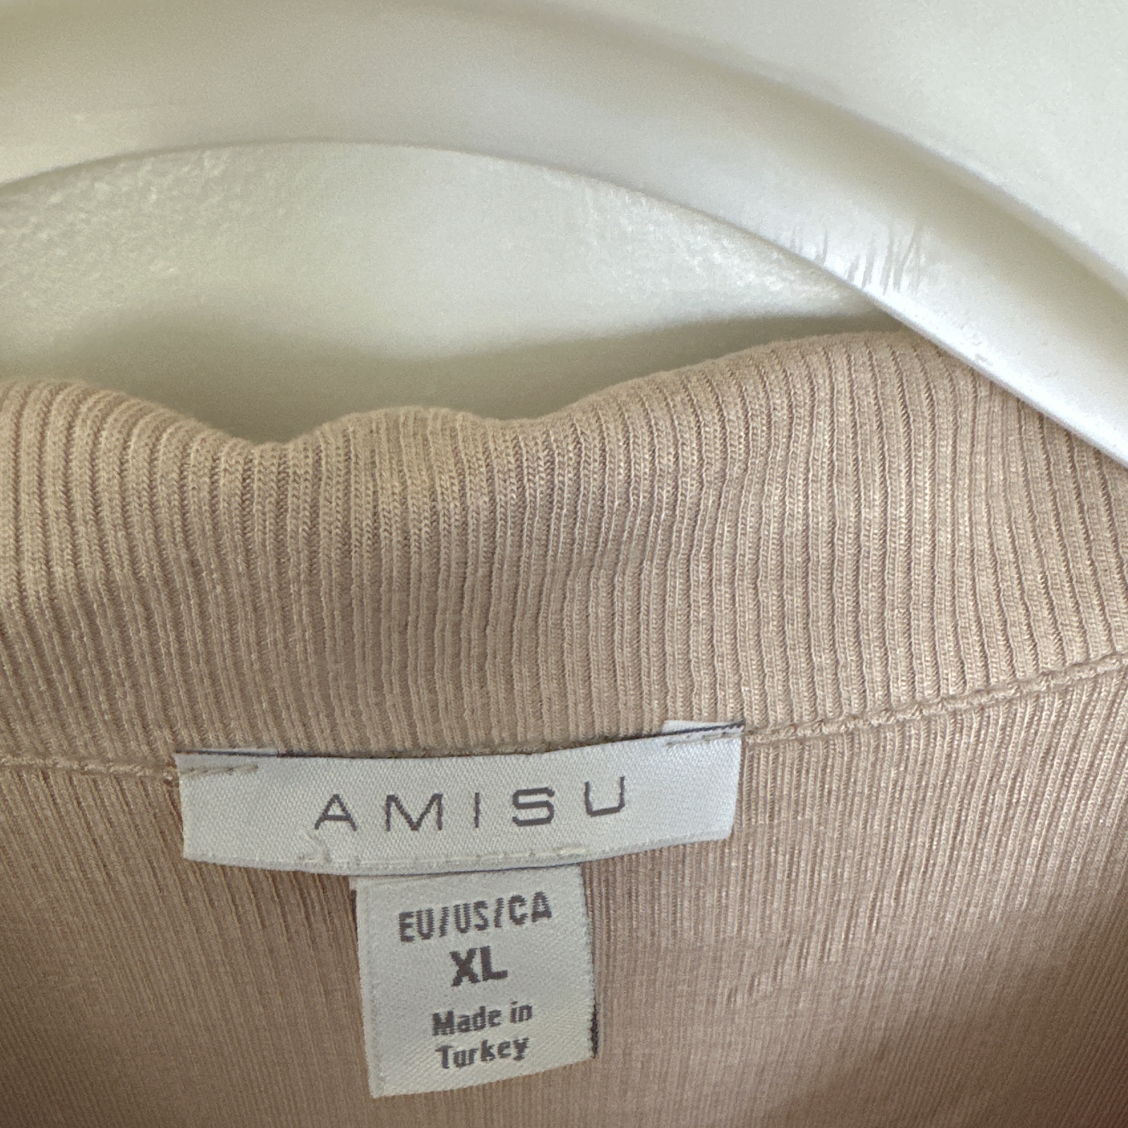 AMISU
EU/US/CA
XL
Made in
Turkey